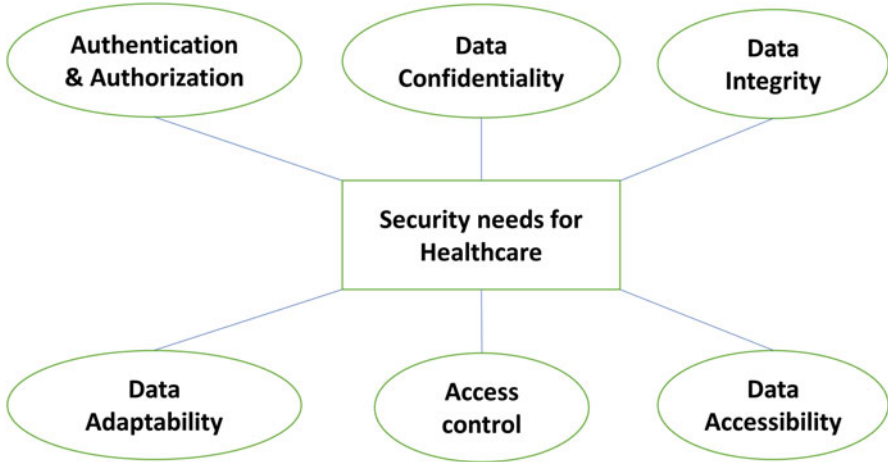 Authentication
& Authorization
Data
Confidentiality
Data
Integrity
Security needs for
Healthcare
Data
Adaptability
Access
control
Data
Accessibility